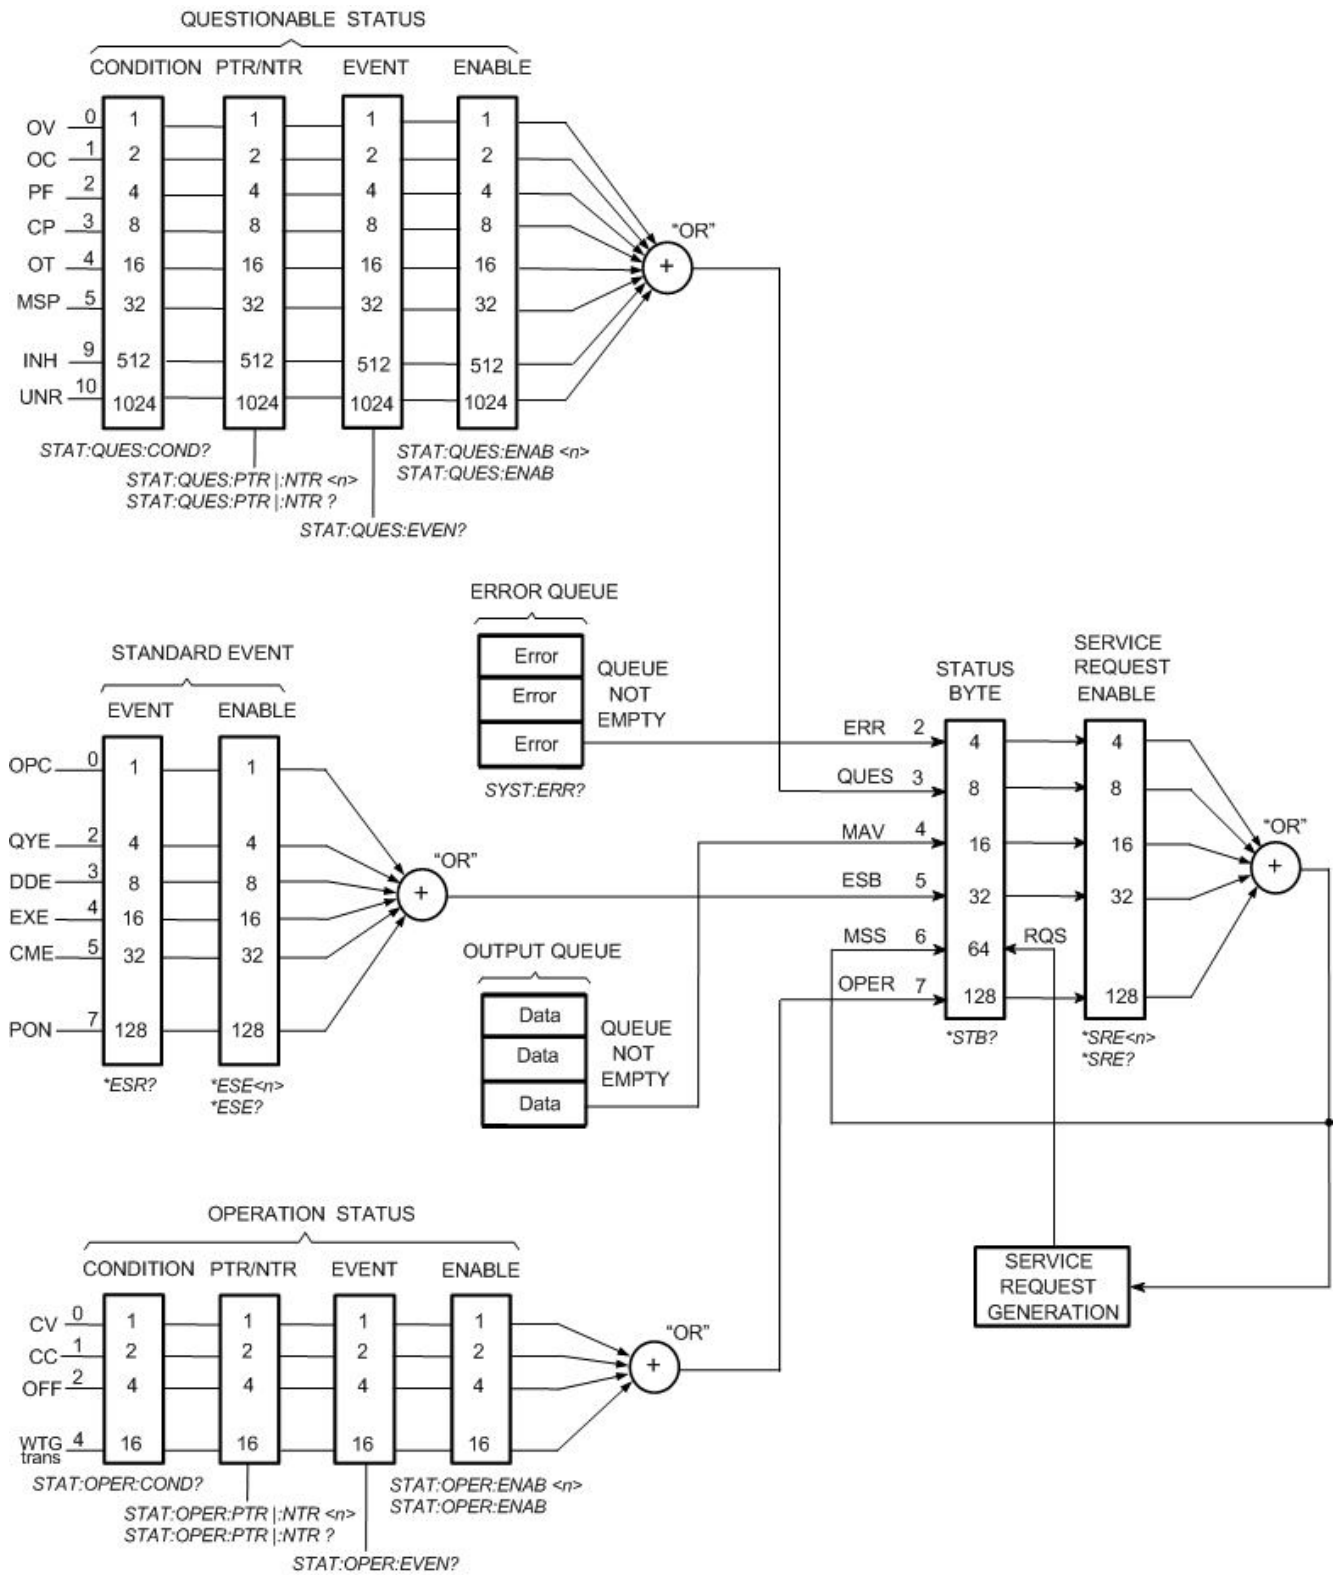 QUESTIONABLE STATUS
CONDITION PTR/NTR EVENT ENABLE
OV 0 1 1 1 1
OC 1 2 2 2 2
PF 2 4 4 4 4
CP 3 8 8 8 8
"OR"
+
OT 4 16 16 16 16
MSP 5 32 32 32 32
INH 9 512 512 512 512
UNR 10 1024 1024 1024 1024
STAT:QUES:COND?
STAT:QUES:PTR |:NTR <n>
STAT:QUES:PTR |:NTR ?
STAT:QUES:EVEN?
STAT:QUES:ENAB <n>
STAT:QUES:ENAB
ERROR QUEUE
Error
Error
Error
QUEUE
NOT
EMPTY
SYST:ERR?
STANDARD EVENT
EVENT ENABLE
OPC 0 1 1
QYE 2 4 4
DDE 3 8 8
EXE 4 16 16
CME 5 32 32
PON 7 128 128
"OR"
+
*ESR?
*ESE<n>
*ESE?
OUTPUT QUEUE
Data
Data
Data
QUEUE
NOT
EMPTY
STATUS
BYTE
SERVICE
REQUEST
ENABLE
ERR 2 4 4
QUES 3 8 8
MAV 4 16 16
ESB 5 32 32
MSS 6 64 RQS
OPER 7 128 128
"OR"
+
*STB?
*SRE<n>
*SRE?
SERVICE
REQUEST
GENERATION
OPERATION STATUS
CONDITION PTR/NTR EVENT ENABLE
CV 0 1 1 1 1
CC 1 2 2 2 2
OFF 2 4 4 4 4
WTG 4 16 16 16 16
trans
"OR"
+
STAT:OPER:COND?
STAT:OPER:PTR |:NTR <n>
STAT:OPER:PTR |:NTR ?
STAT:OPER:EVEN?
STAT:OPER:ENAB <n>
STAT:OPER:ENAB